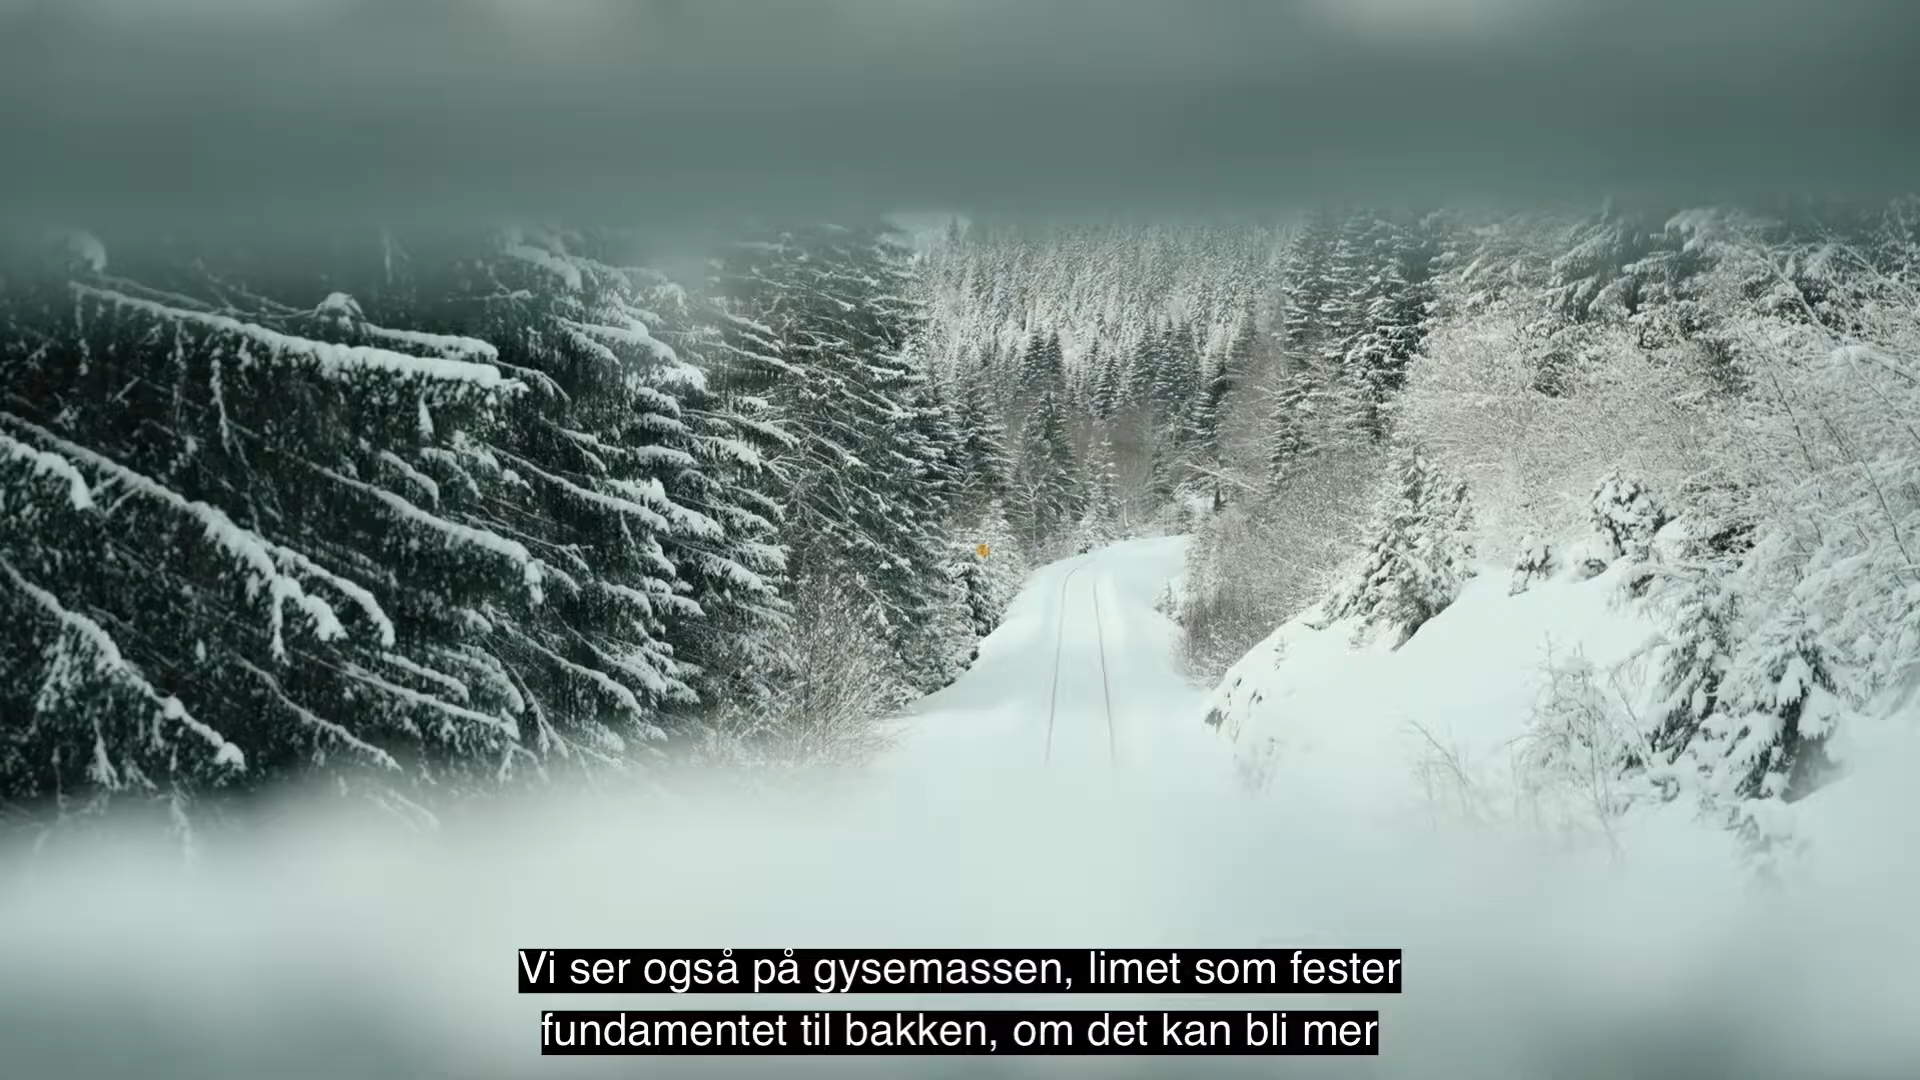 Vi ser også på gysemassen, limet som fester
fundamentet til bakken, om det kan bli mer